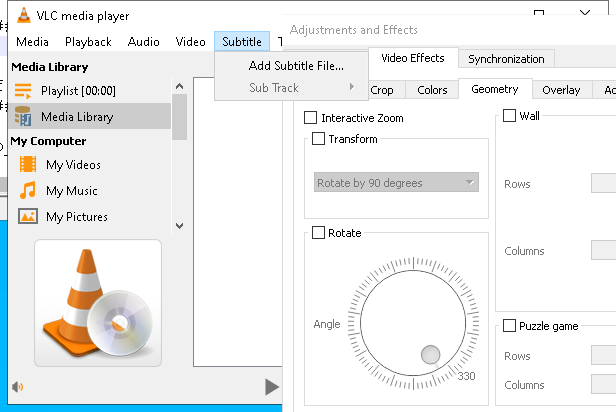 VLC media player
Media Playback Audio Video Subtitle
Adjustments and Effects
Add Subtitle File...
Sub Track
Video Effects Synchronization
Crop Colors Geometry Overlay
Media Library
Playlist [00:00]
Media Library
My Computer
My Videos
My Music
My Pictures
Interactive Zoom
Transform
Rotate by 90 degrees
Rotate
Angle
330
Wall
Rows
Columns
Puzzle game
Rows
Columns